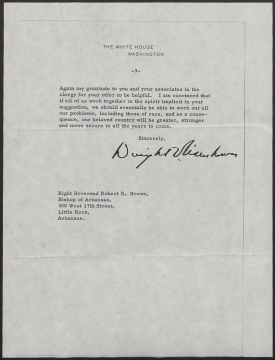 THE WHITE HOUSE
WASHINGTON
-3-
Again my gratitude to you and your associates in the
clergy for your offer to be helpful. I am convinced that
if all of us work together in the spirit implicit in your
suggestion, we should eventually be able to work out all
our problems, including those of race, and as a conse-
quence, our beloved country will be greater, stronger
and more secure in all the years to come.
Sincerely,
Dwight D. Eisenhower
Right Reverend Robert R. Brown,
Bishop of Arkansas,
300 West 17th Street,
Little Rock,
Arkansas.